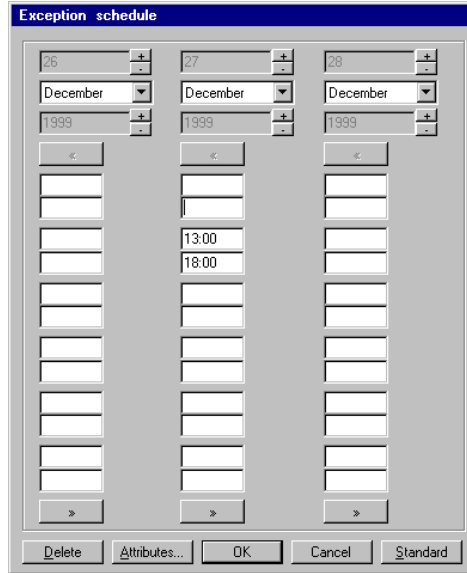 Exception schedule
26 + - 27 + - 28 + -
December December December
1999 + - 1999 + - 1999 + -
« « «
13:00
18:00
» » »
Delete Attributes... OK Cancel Standard